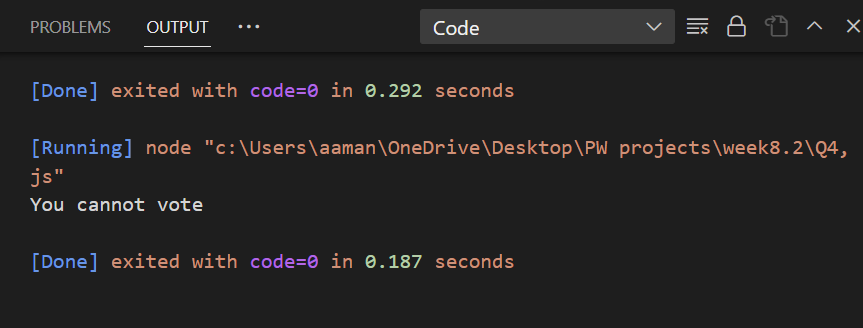 PROBLEMS OUTPUT ••• Code
[Done] exited with code=0 in 0.292 seconds
[Running] node "c:\Users\aaman\OneDrive\Desktop\PW projects\week8.2\Q4,
js"
You cannot vote
[Done] exited with code=0 in 0.187 seconds